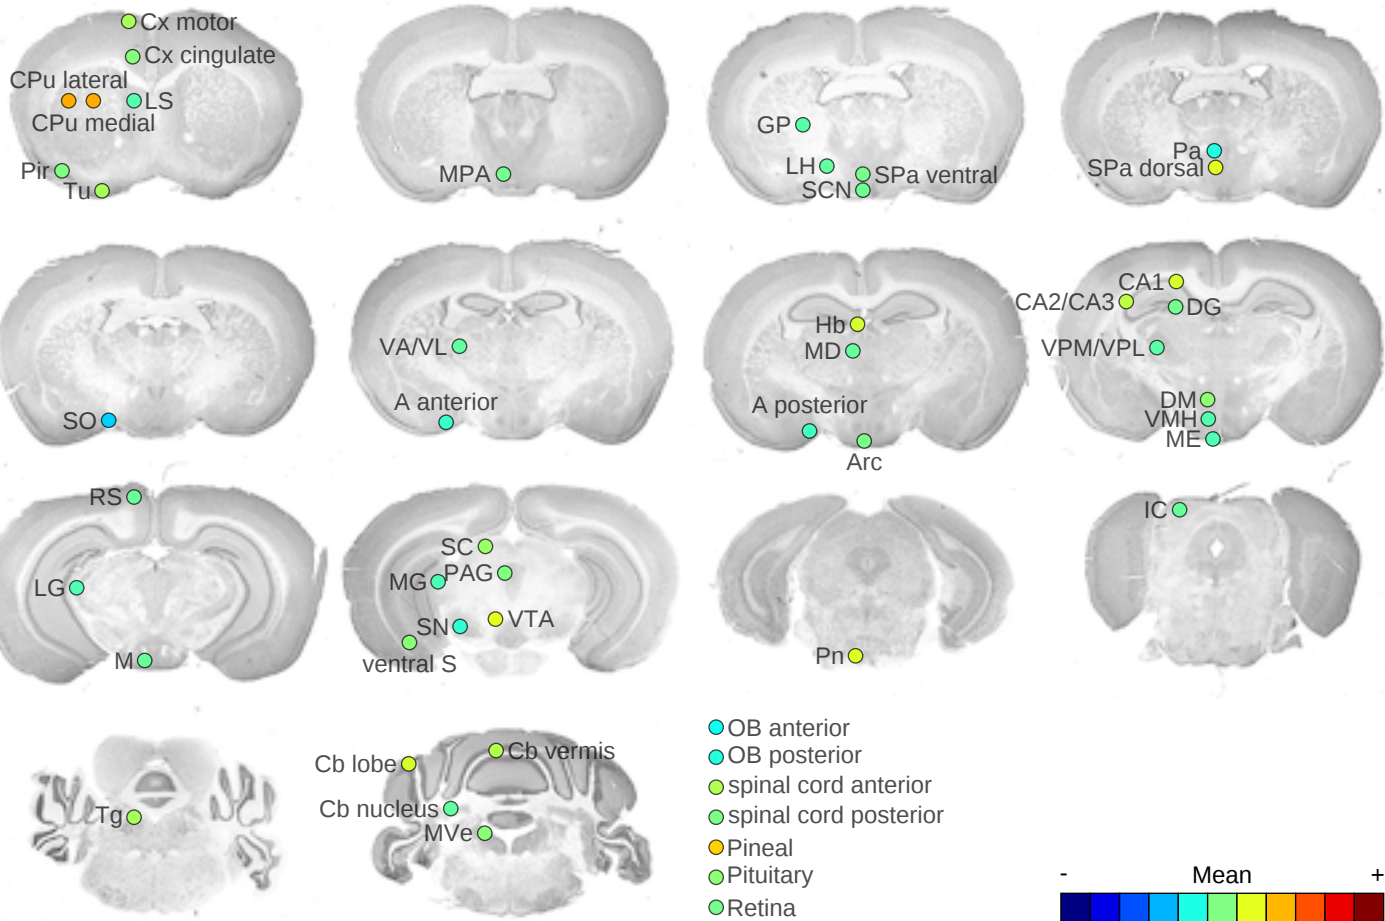 Cx motor
Cx cingulate
CPu lateral
LS
CPu medial
Pir
Tu
MPA
GP
LH
SPa ventral
SCN
Pa
SPa dorsal
SO
VA/VL
A anterior
Hb
MD
A posterior
Arc
CA1
CA2/CA3
DG
VPM/VPL
DM
VMH
ME
RS
LG
M
SC
PAG
MG
VTA
SN
ventral S
Pn
IC
Tg
Cb vermis
Cb lobe
Cb nucleus
MVe
OB anterior
OB posterior
spinal cord anterior
spinal cord posterior
Pineal
Pituitary
Retina
- Mean +